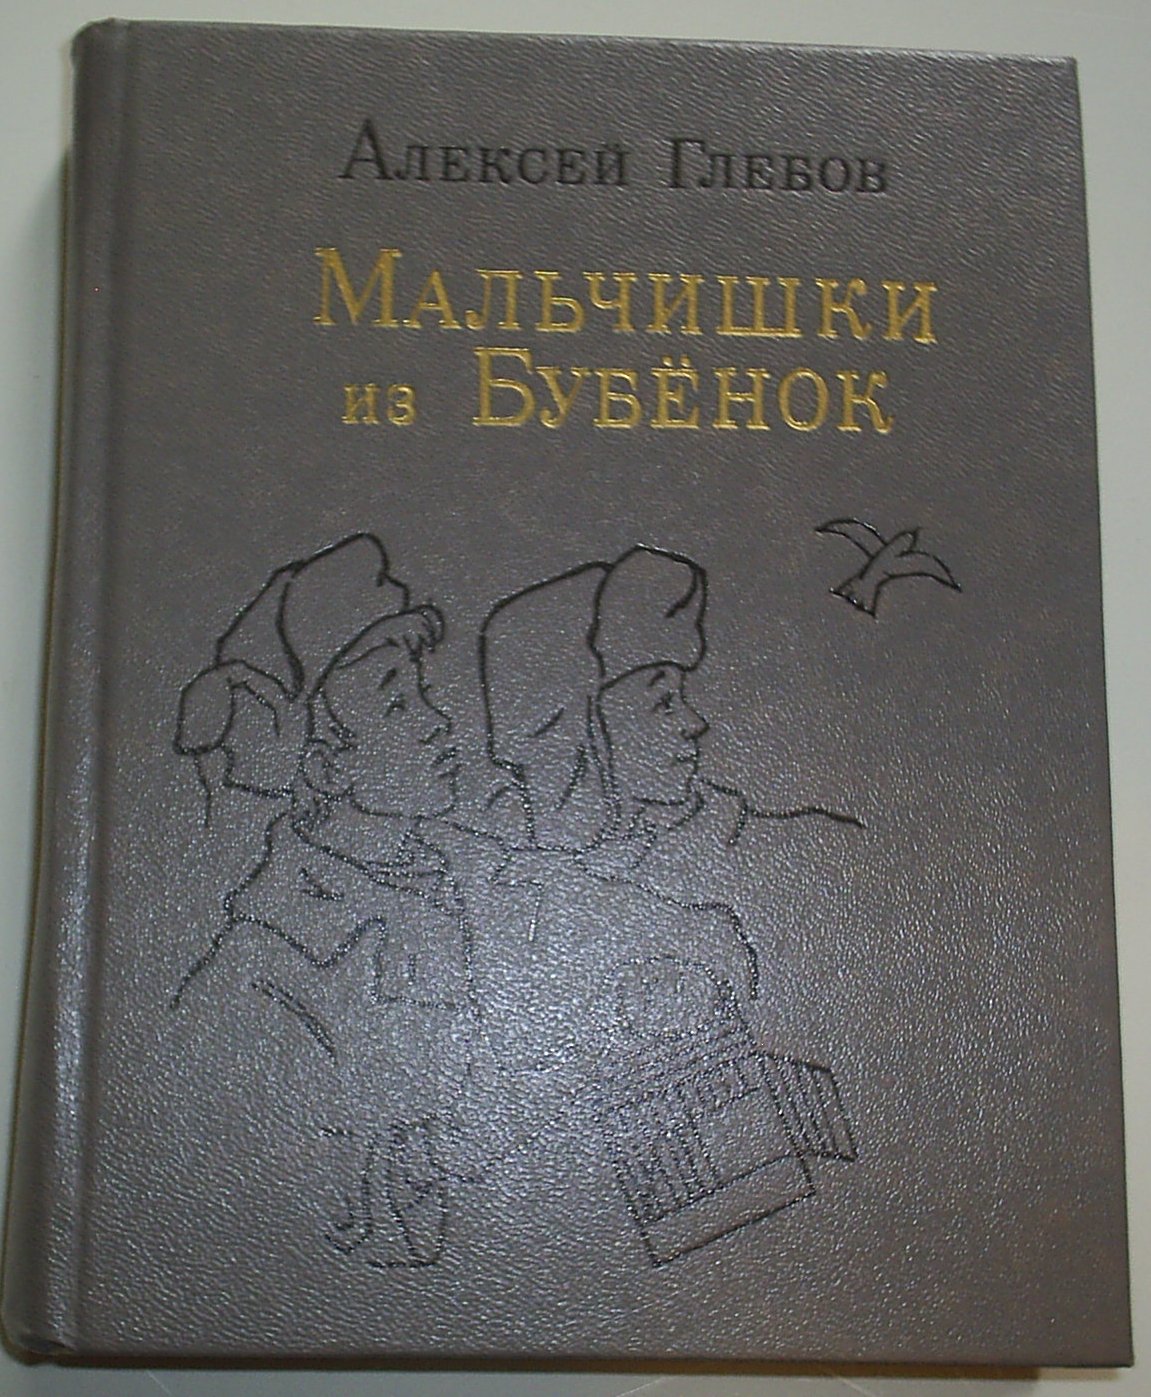 Алексей Глебов
Мальчишки
из Бубёнок